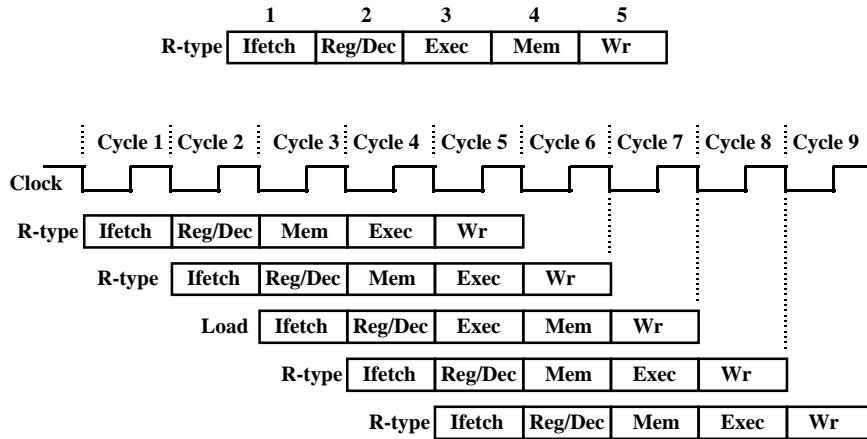 1 2 3 4 5
R-type Ifetch Reg/Dec Exec Mem Wr
Cycle 1 Cycle 2 Cycle 3 Cycle 4 Cycle 5 Cycle 6 Cycle 7 Cycle 8 Cycle 9
Clock
R-type Ifetch Reg/Dec Mem Exec Wr
R-type Ifetch Reg/Dec Mem Exec Wr
Load Ifetch Reg/Dec Exec Mem Wr
R-type Ifetch Reg/Dec Mem Exec Wr
R-type Ifetch Reg/Dec Mem Exec Wr